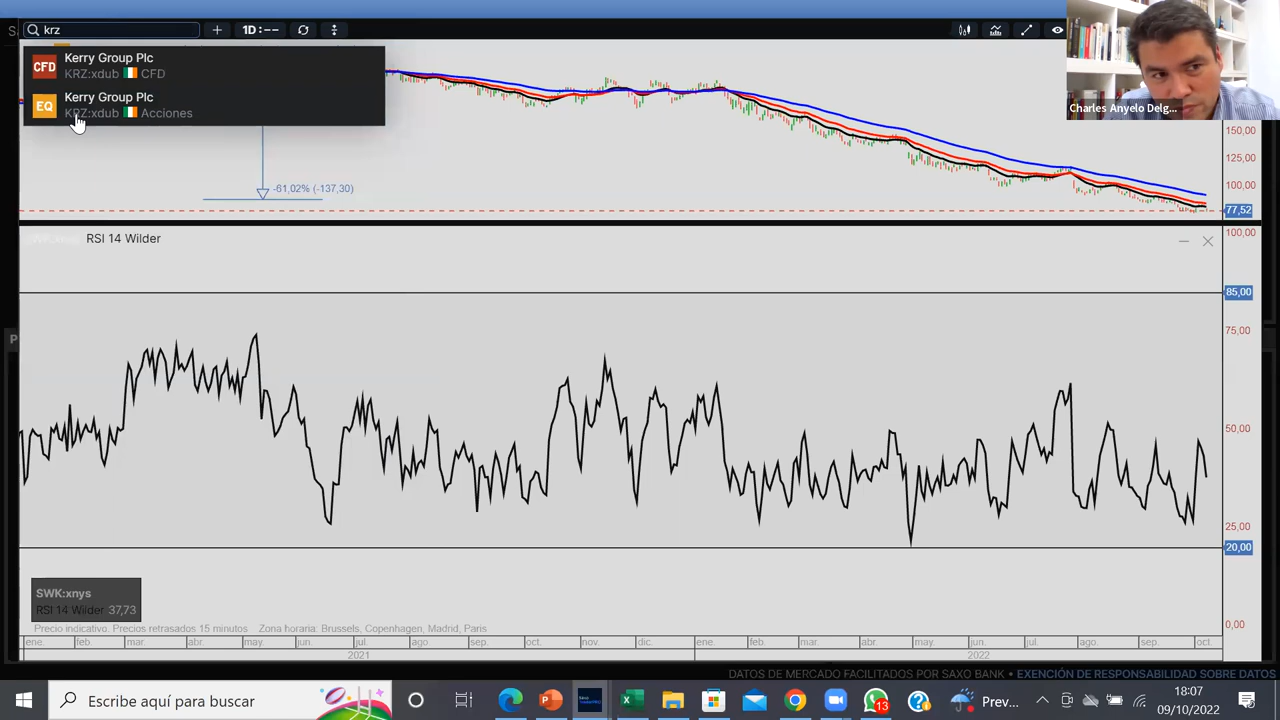 krz
1D:--
CFD
Kerry Group Plc
KRZ:xdub CFD
EQ
Kerry Group Plc
KRZ:xdub Acciones
Charles Anyelo Delg...
-61,02% (-137,30)
150,00
125,00
100,00
77,52
RSI 14 Wilder
100,00
85,00
75,00
50,00
25,00
20,00
0,00
SWK:xnys
RSI 14 Wilder 37,73
Precio indicativo. Precios retrasados 15 minutos Zona horaria: Brussels, Copenhagen, Madrid, Paris
ene. feb. mar. abr. may. jun. jul. ago sep. oct. nov. dic. ene. feb. mar. abr. may. jun. jul. ago. sep. oct.
2021 2022
DATOS DE MERCADO FACILITADOS POR SAXO BANK • EXENCIÓN DE RESPONSABILIDAD SOBRE DATOS
Escribe aquí para buscar
13
Prev...
18:07
09/10/2022